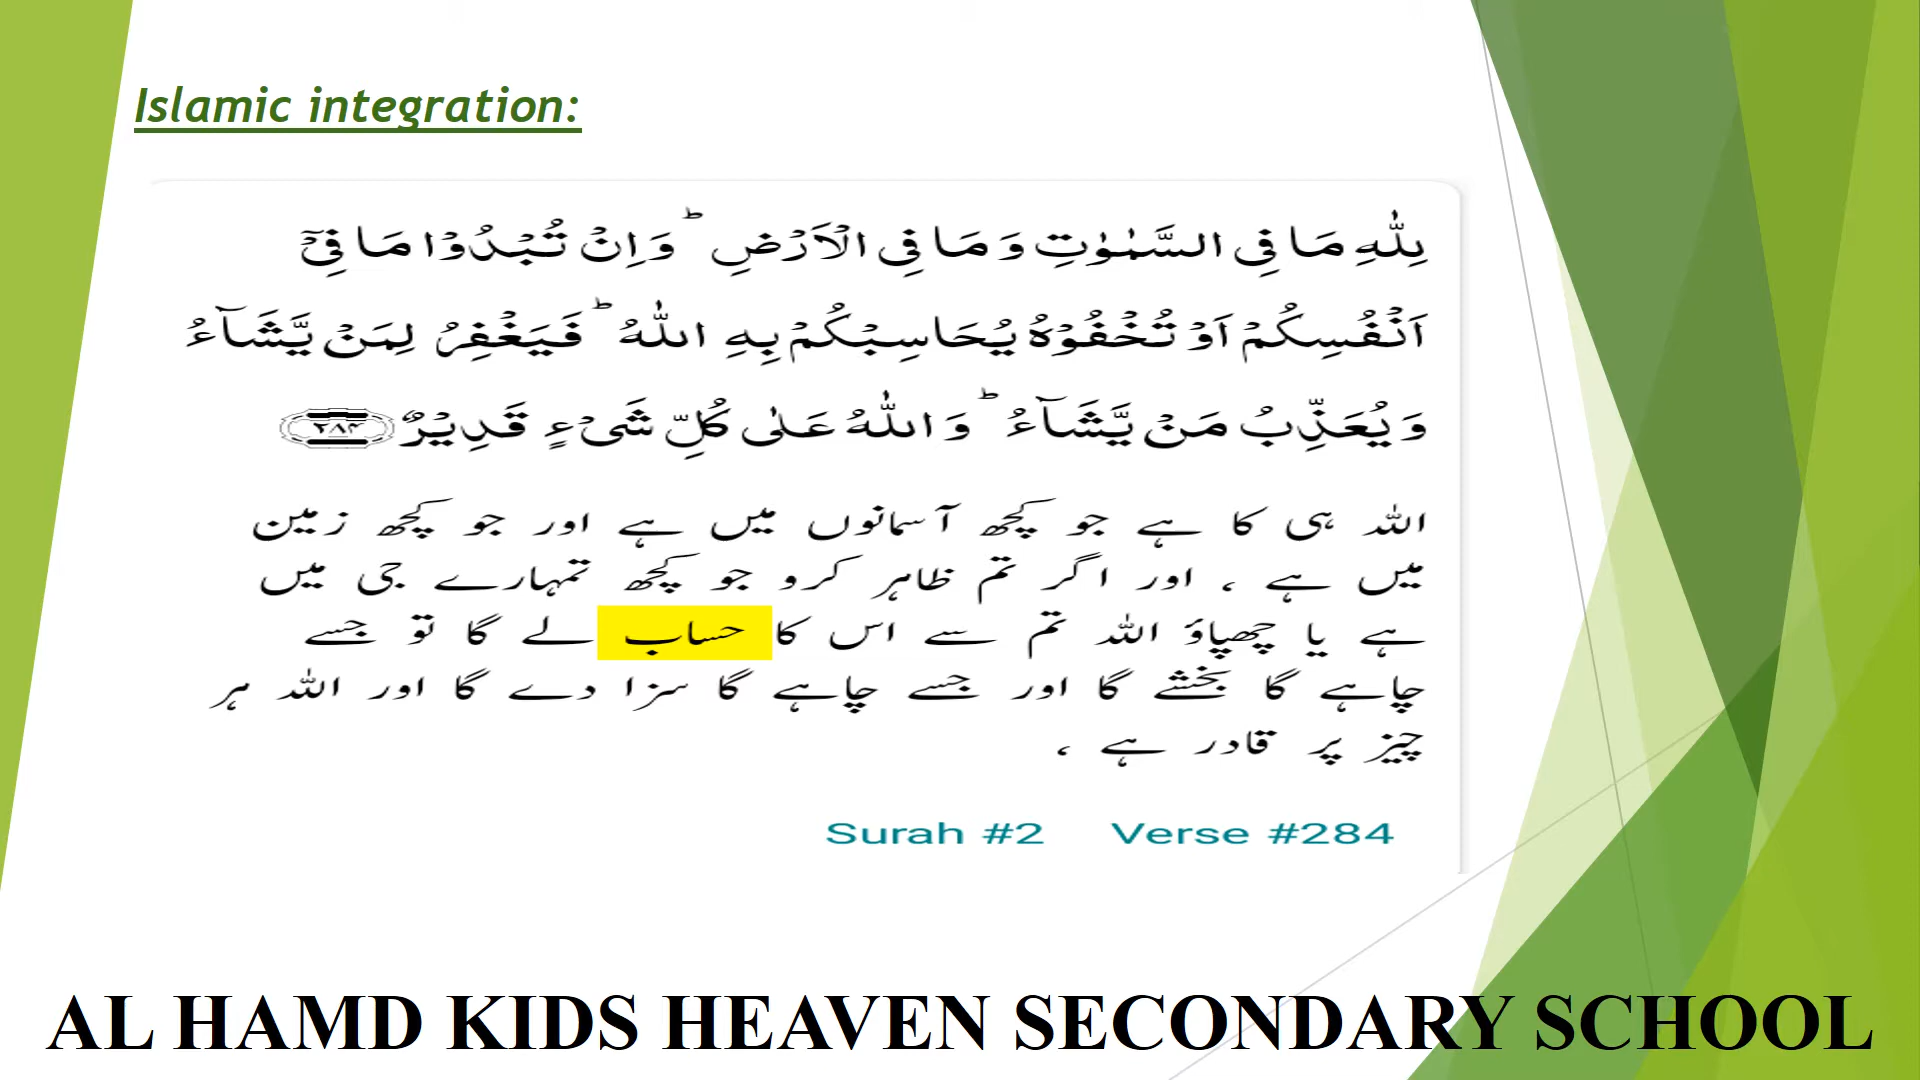 Islamic integration:
لِلّٰهِ مَا فِی السَّمٰوٰتِ وَ مَا فِی الْاَرْضِ ؕ وَ اِنْ تُبْدُوْا مَا فِیْۤ
اَنْفُسِكُمْ اَوْ تُخْفُوْهُ یُحَاسِبْكُمْ بِهِ اللّٰهُ ؕ فَیَغْفِرُ لِمَنْ یَّشَآءُ
وَ یُعَذِّبُ مَنْ یَّشَآءُ ؕ وَ اللّٰهُ عَلٰی كُلِّ شَیْءٍ قَدِیْرٌ ﴿۲۸۴﴾
اللہ ہی کا ہے جو کچھ آسمانوں میں ہے اور جو کچھ زمین
میں ہے ، اور اگر تم ظاہر کرو جو کچھ تمہارے جی میں
ہے یا چھپاؤ اللہ تم سے اس کا حساب لے گا تو جسے
چاہے گا بخشے گا اور جسے چاہے گا سزا دے گا اور اللہ ہر
چیز پر قادر ہے ،
Surah #2 Verse #284
AL HAMD KIDS HEAVEN SECONDARY SCHOOL